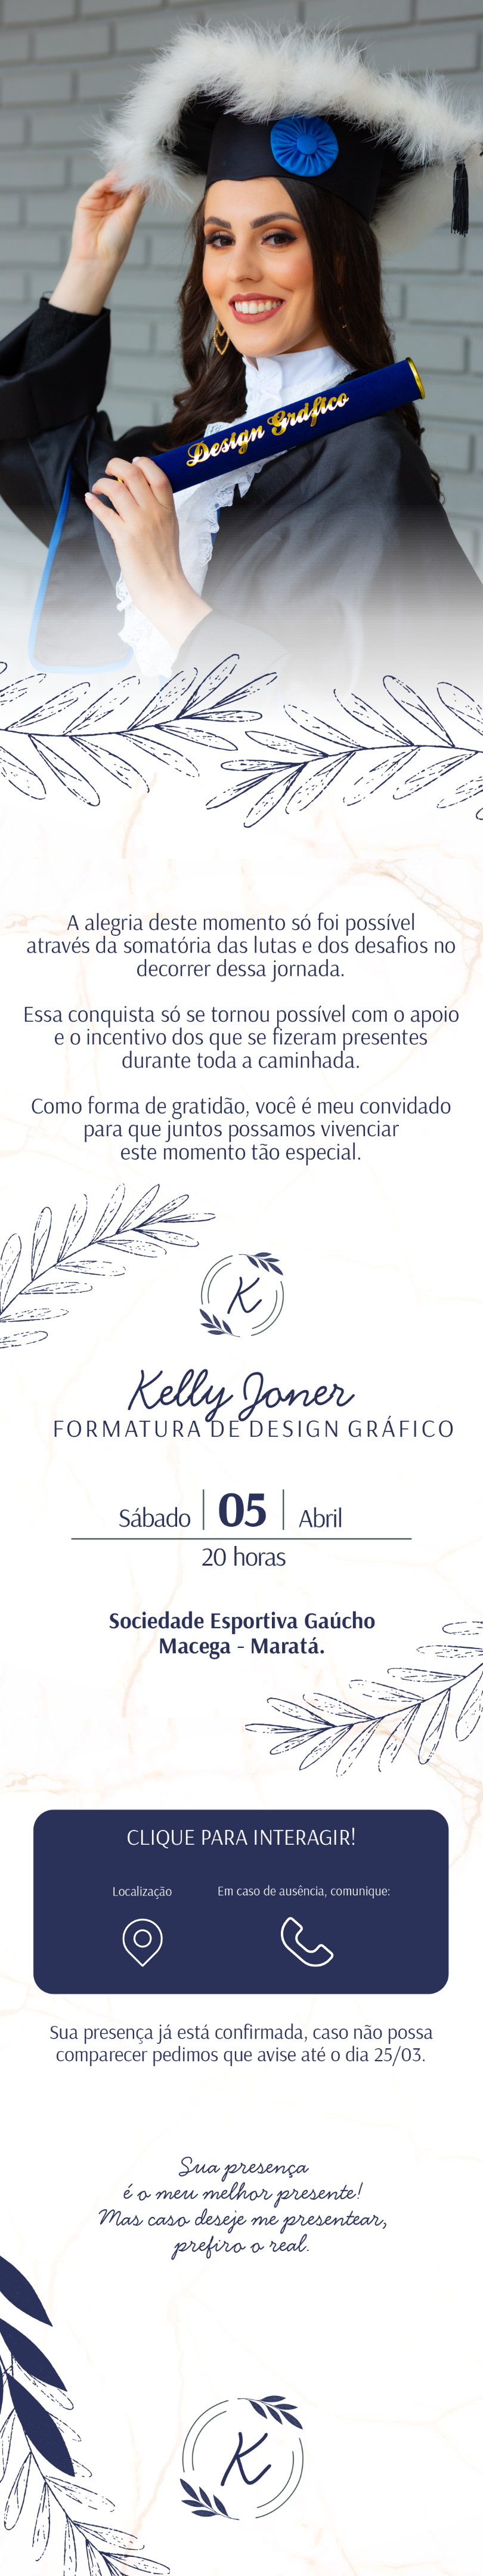 Design Gráfico
A alegria deste momento só foi possível
através da somatória das lutas e dos desafios no
decorrer dessa jornada.
Essa conquista só se tornou possível com o apoio
e o incentivo dos que se fizeram presentes
durante toda a caminhada.
Como forma de gratidão, você é meu convidado
para que juntos possamos vivenciar
este momento tão especial.
K
Kelly Joner
FORMATURA DE DESIGN GRÁFICO
Sábado 05 Abril
20 horas
Sociedade Esportiva Gaúcho
Macega - Maratá.
CLIQUE PARA INTERAGIR!
Localização Em caso de ausência, comunique:
Sua presença já está confirmada, caso não possa
comparecer pedimos que avise até o dia 25/03.
Sua presença
é o meu melhor presente!
Mas caso deseje me presentear,
prefiro o real.
K